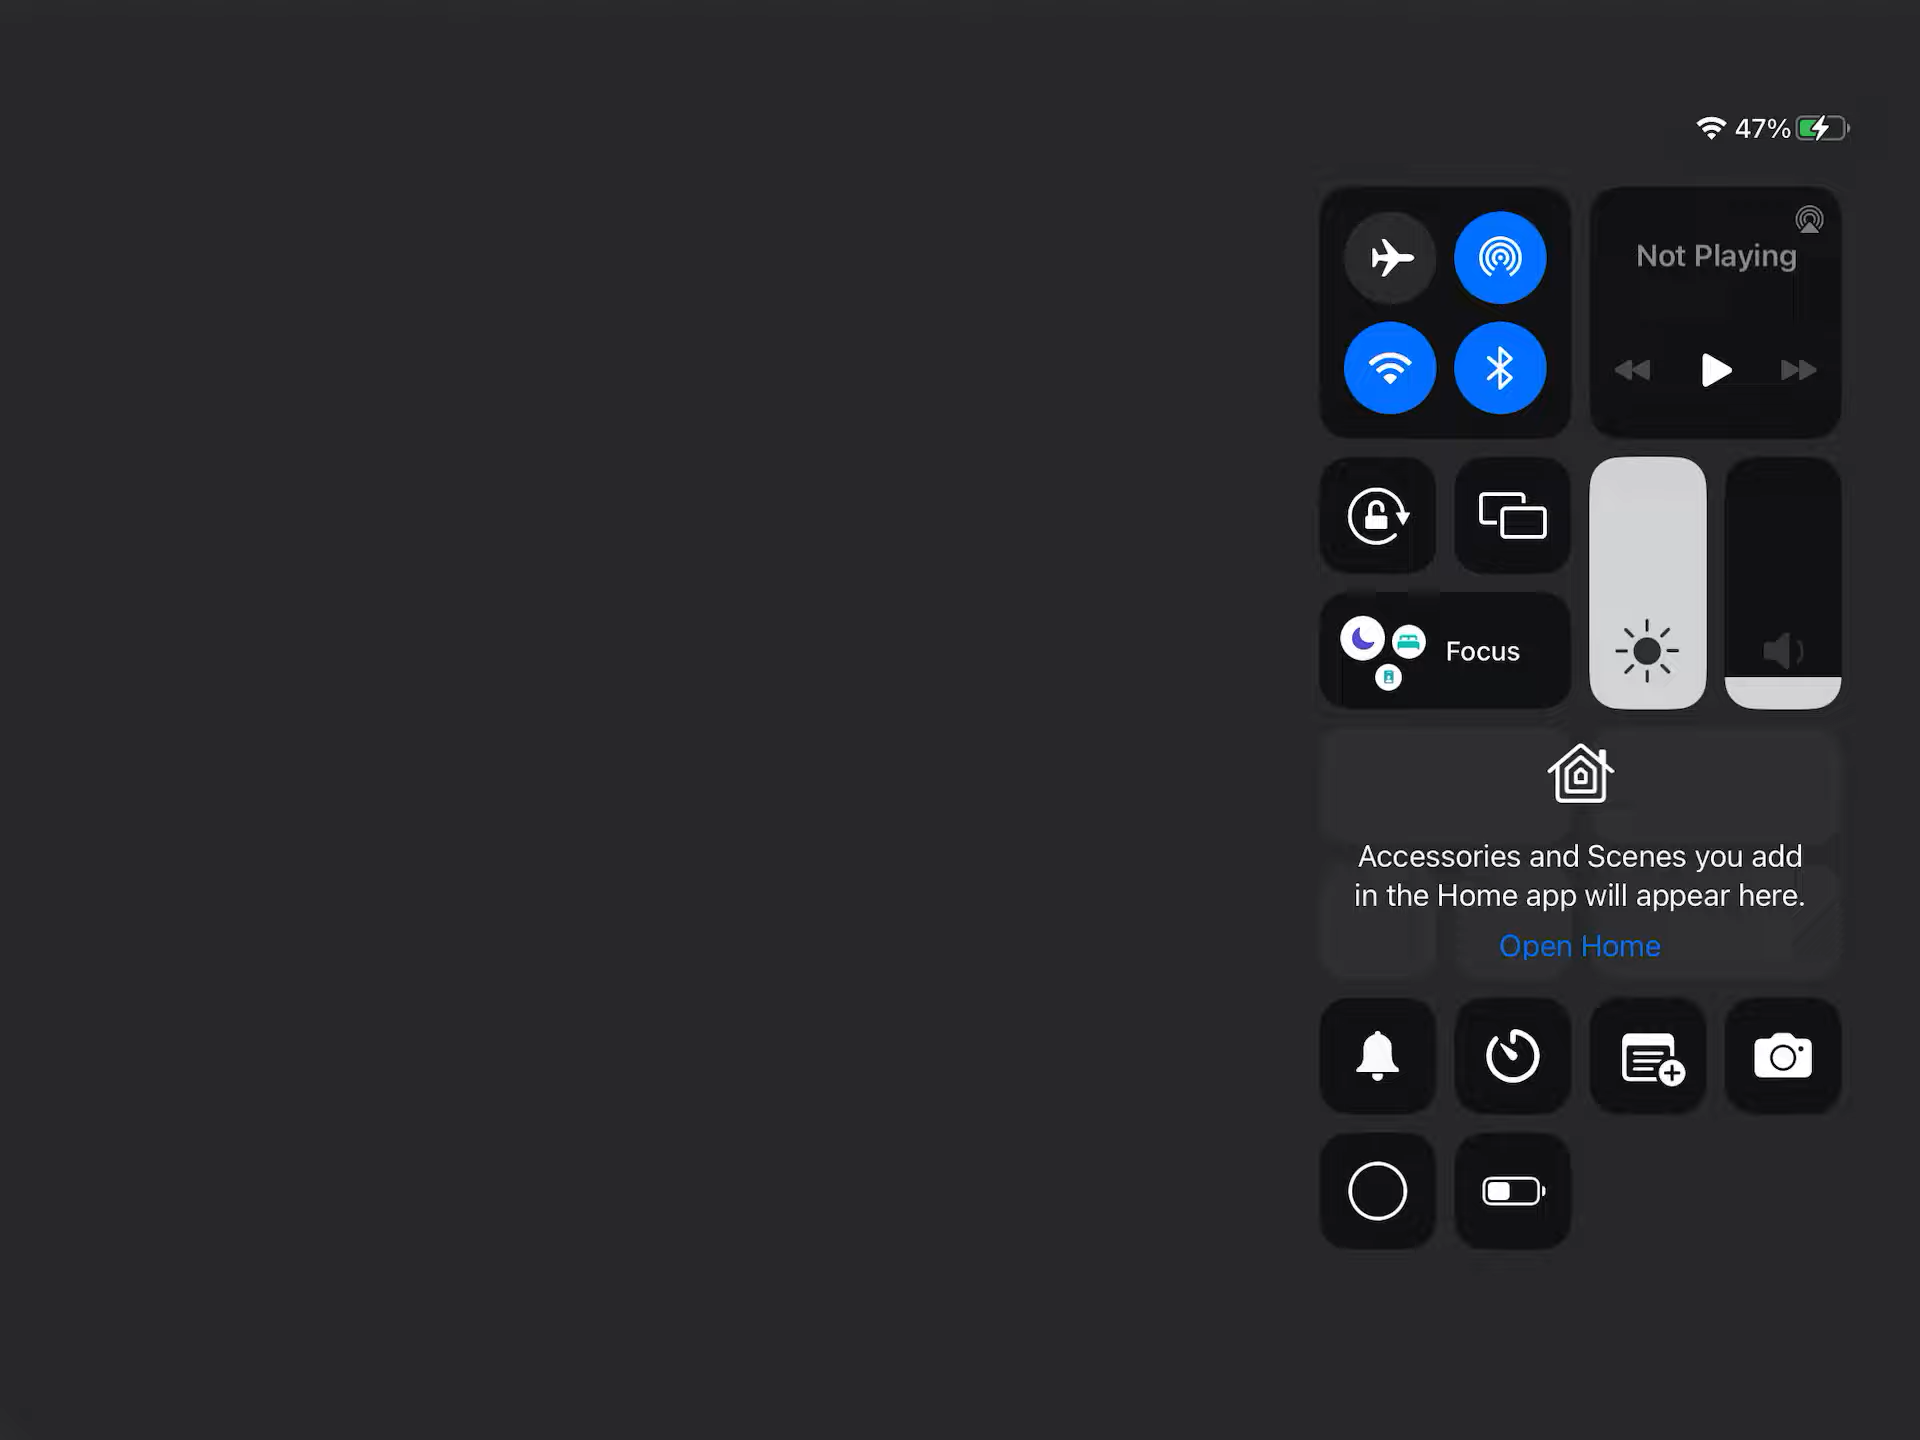 47%
Not Playing
Focus
Accessories and Scenes you add
in the Home app will appear here.
Open Home